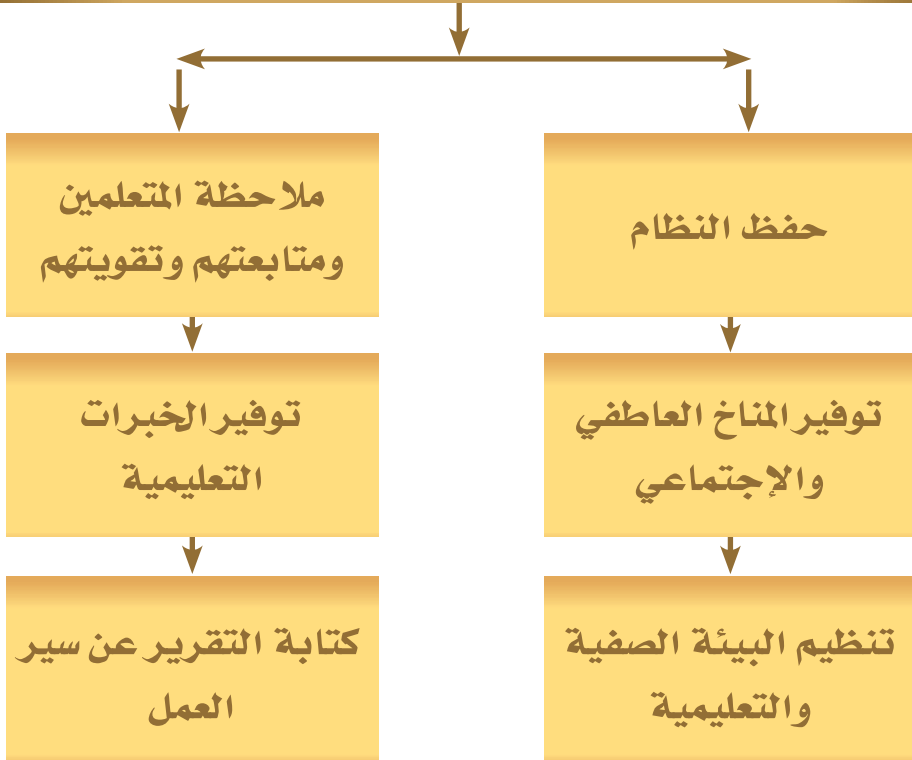 حفظ النظام
توفير المناخ العاطفي
والإجتماعي
تنظيم البيئة الصفية
والتعليمية
ملاحظة المتعلمين
ومتابعتهم وتقويتهم
توفير الخبرات
التعليمية
كتابة التقرير عن سير
العمل